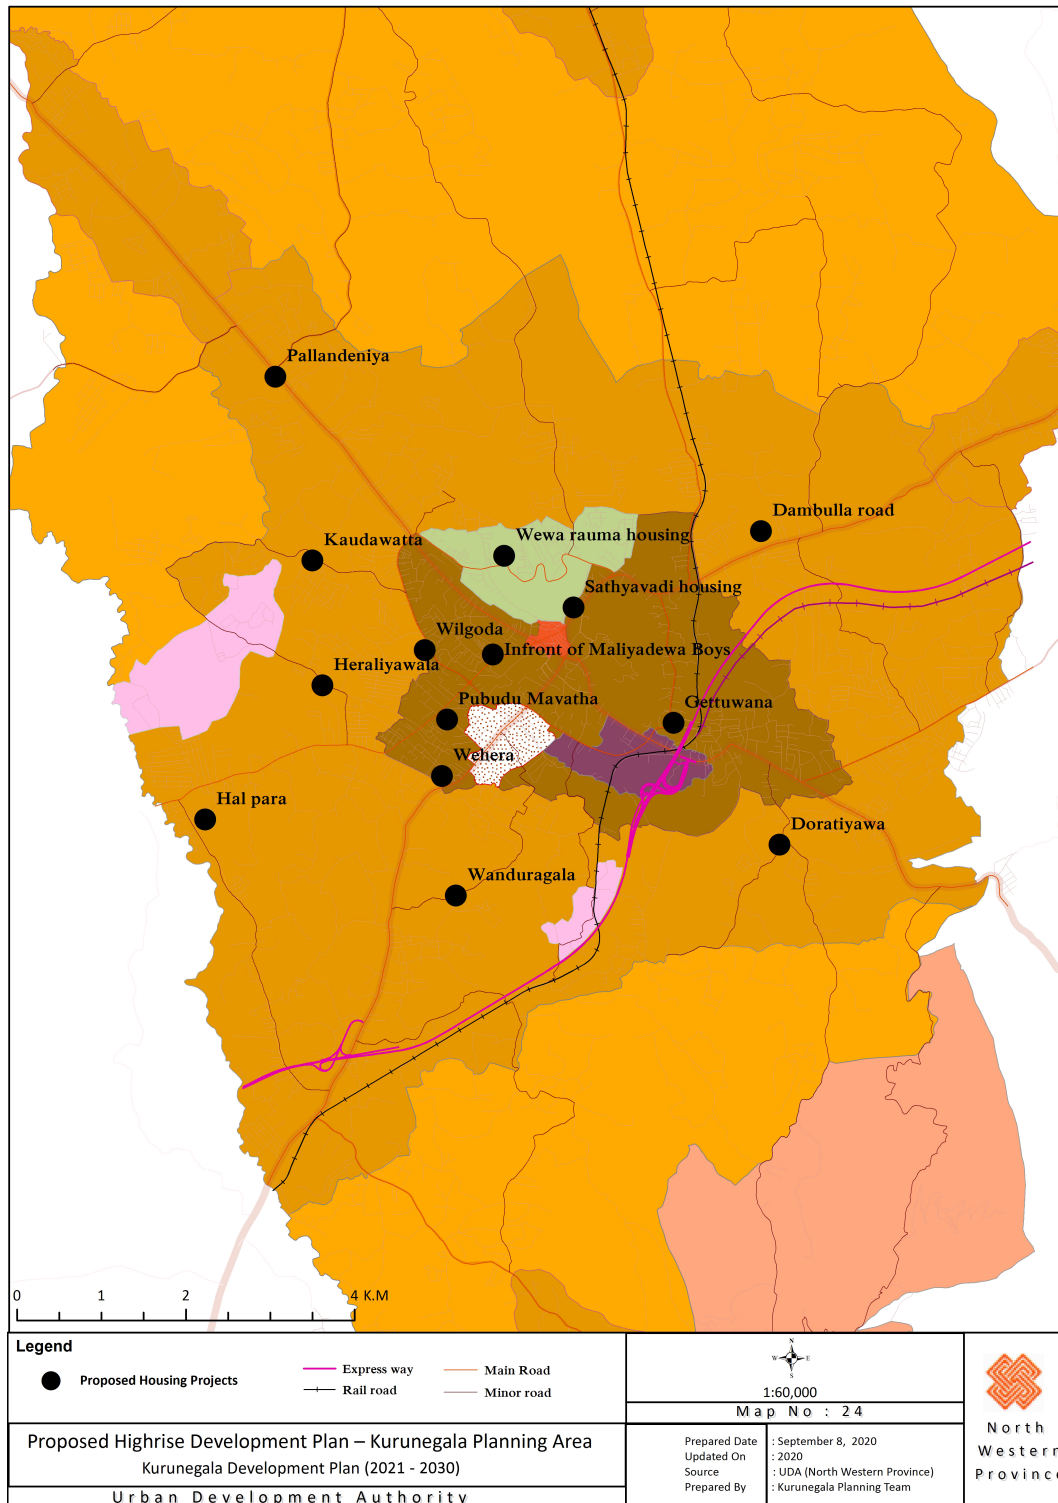 Pallandeniya
Dambulla road
Wewa rauma housing
Kaudawatta
Sathyavadi housing
Wilgoda
Infront of Maliyadewa Boys
Heraliyawala
Pubudu Mavatha
Gettuwana
Wehera
Hal para
Doratiyawa
Wanduragala
0 1 2 4 K.M
Legend
Proposed Housing Projects
Express way
Rail road
Main Road
Minor road
N
W E
S
1:60,000
Map No : 24
North
Western
Province
Proposed Highrise Development Plan – Kurunegala Planning Area
Kurunegala Development Plan (2021 - 2030)
Urban Development Authority
Prepared Date : September 8, 2020
Updated On : 2020
Source : UDA (North Western Province)
Prepared By : Kurunegala Planning Team